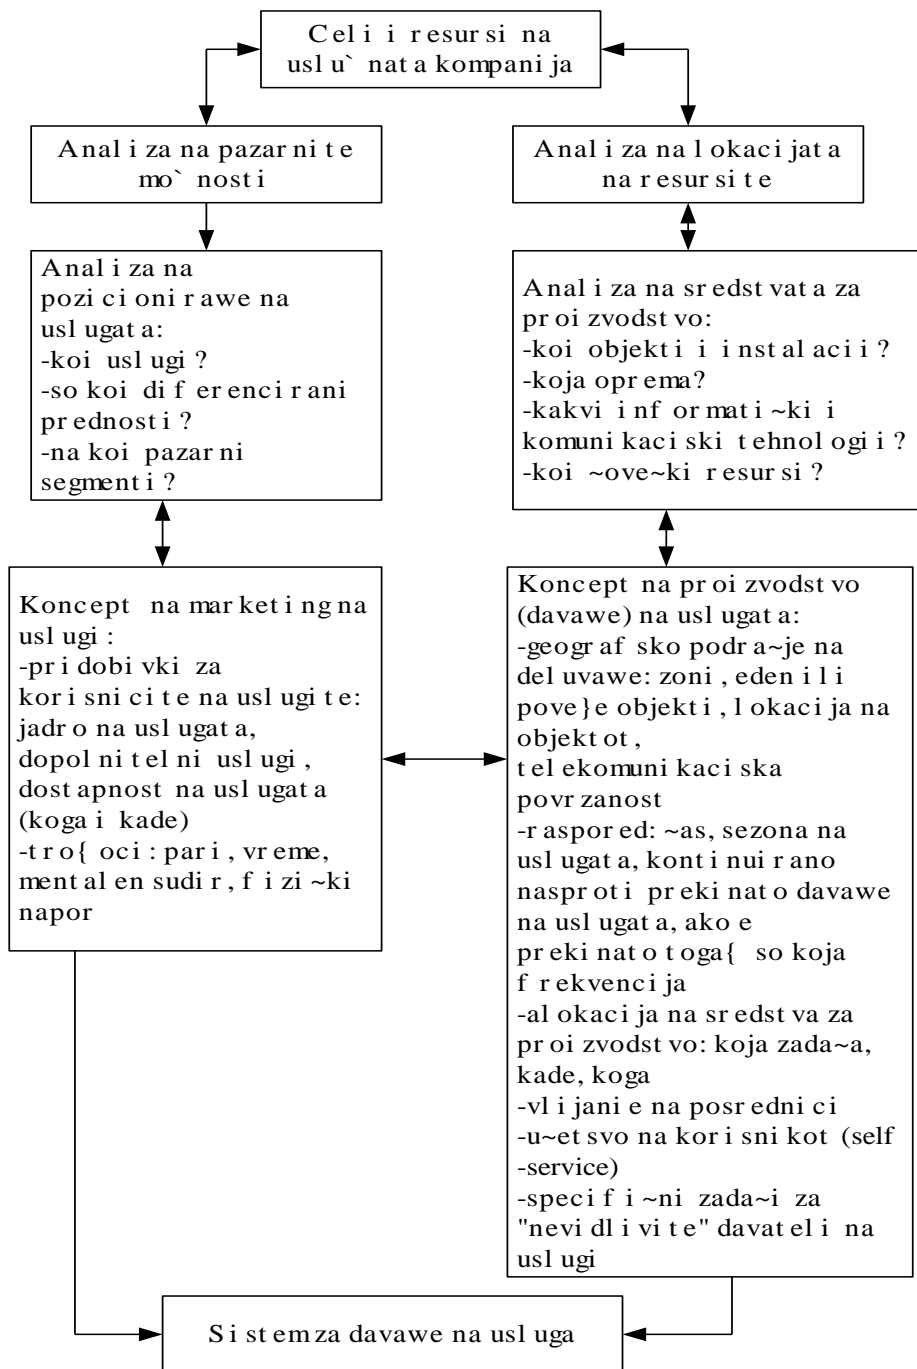 Celi i resursi na
uslu`nata kompanija
Analiza na pazarnite
mo`nosti
Analiza na lokacijata
na resursite
Analiza na
pozicionirawe na
uslugata:
-koi uslugi?
-so koi diferencirani
prednosti?
-na koi pazarni
segmenti?
Analiza na sredstvata za
proizvodstvo:
-koi objekti i instalacii?
-koja oprema?
-kakvi informati~ki i
komunikaciski tehnologii?
-koi ~ove~ki resursi?
Koncept na marketing na
uslugi:
-pridobivki za
korisnicite na uslugite:
jadro na uslugata,
dopolnitelni uslugi,
dostapnost na uslugata
(koga i kade)
-tro{oci: pari, vreme,
mentalen sudir, fizi~ki
napor
Koncept na proizvodstvo
(davawe) na uslugata:
-geografsko podra~je na
deluvawe: zoni, eden ili
pove}e objekti, lokacija na
objektot,
telekomunikaciska
povrzanost
-raspored: ~as, sezona na
uslugata, kontinuirano
nasproti prekinato davawe
na uslugata, ako e
prekinato toga{ so koja
frekvencija
-alokacija na sredstva za
proizvodstvo: koja zada~a,
kade, koga
-vlijanie na posrednici
-u~etsvo na korisnikot (self
-service)
-specifi~ni zada~i za
"nevidlivite" davateli na
uslugi
Sistem za davawe na usluga